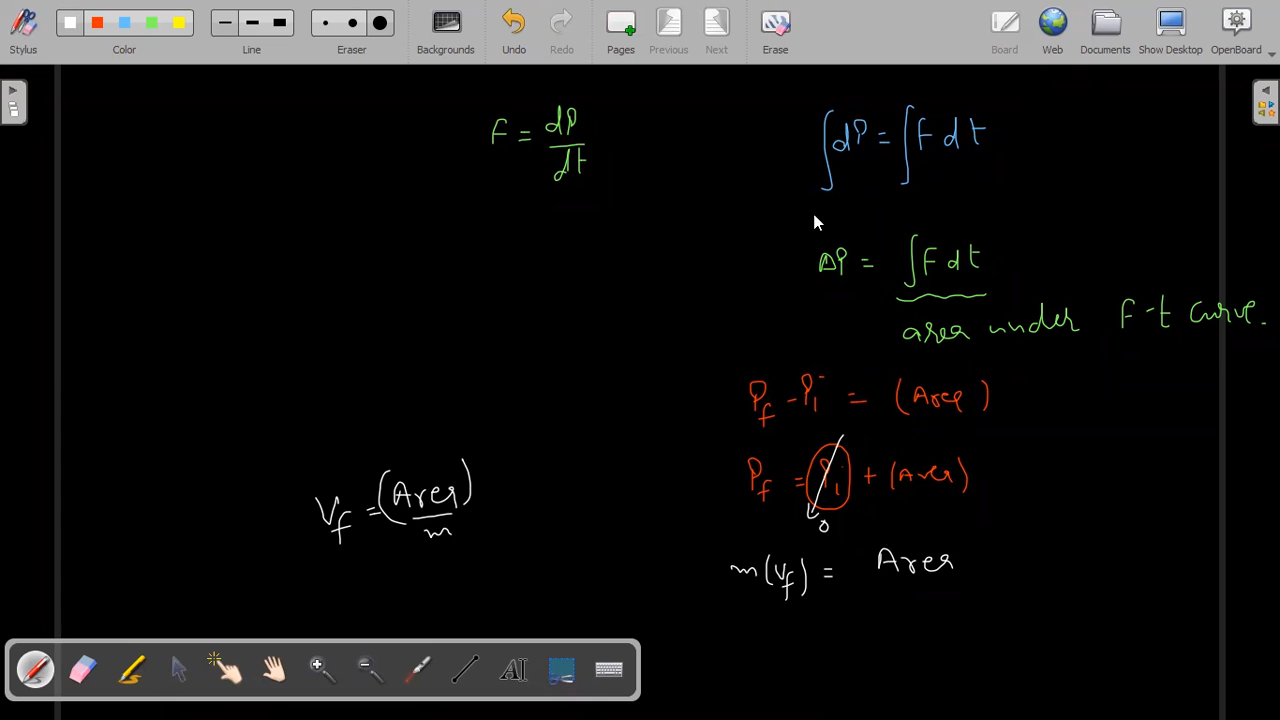 Stylus Color Line Eraser Backgrounds Undo Redo Pages Previous Next Erase Board Web Documents Show Desktop OpenBoard
F = dP/dt
∫dP = ∫F dt
ΔP = ∫F dt
area under F-t curve.
Pf - Pi = (Area)
Pf = Pi + (Area)
0
Vf = (Area)/m
m(vf) = Area
AI